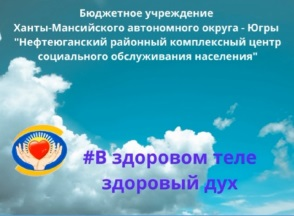 Бюджетное учреждение
Ханты-Мансийского автономного округа - Югры
"Нефтеюганский районный комплексный центр
социального обслуживания населения"
#В здоровом теле
здоровый дух